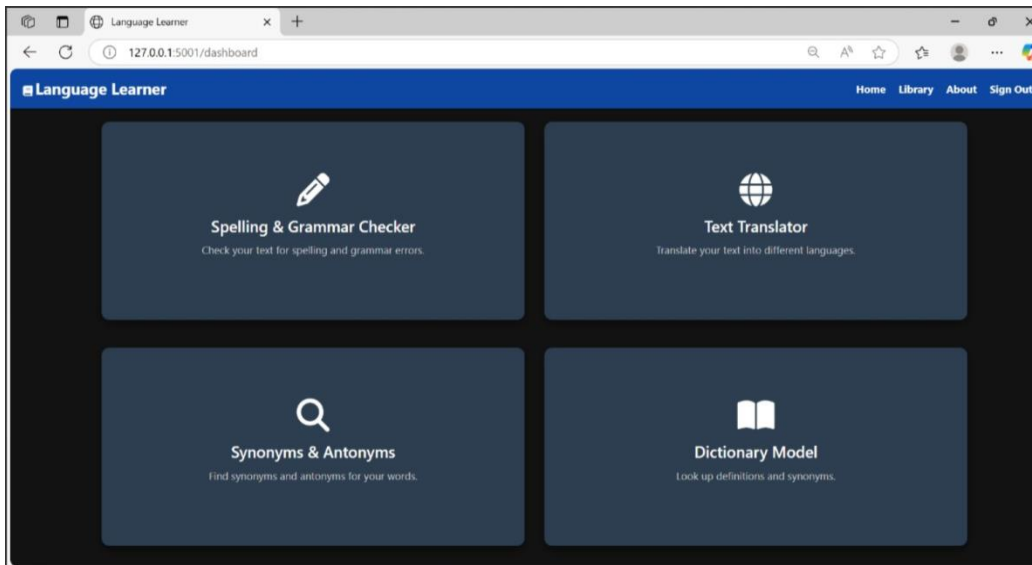 Language Learner
127.0.0.1:5001/dashboard
Language Learner
Home Library About Sign Out
Spelling & Grammar Checker
Check your text for spelling and grammar errors.
Text Translator
Translate your text into different languages.
Synonyms & Antonyms
Find synonyms and antonyms for your words.
Dictionary Model
Look up definitions and synonyms.